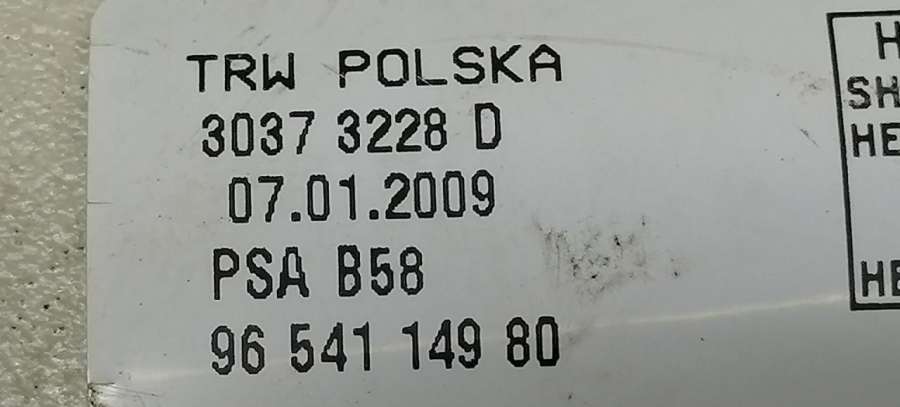 TRW POLSKA
3037 3228 D
07.01.2009
PSA B58
96 541 149 80